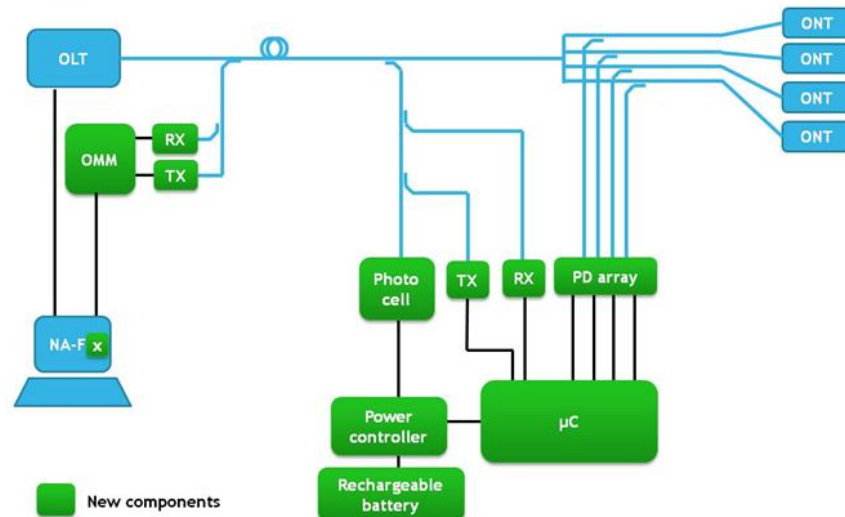 OLT
ONT
ONT
ONT
ONT
RX
OMM
TX
Photo
cell
TX
RX
PD array
NA-F
x
Power
controller
µC
Rechargeable
battery
New components